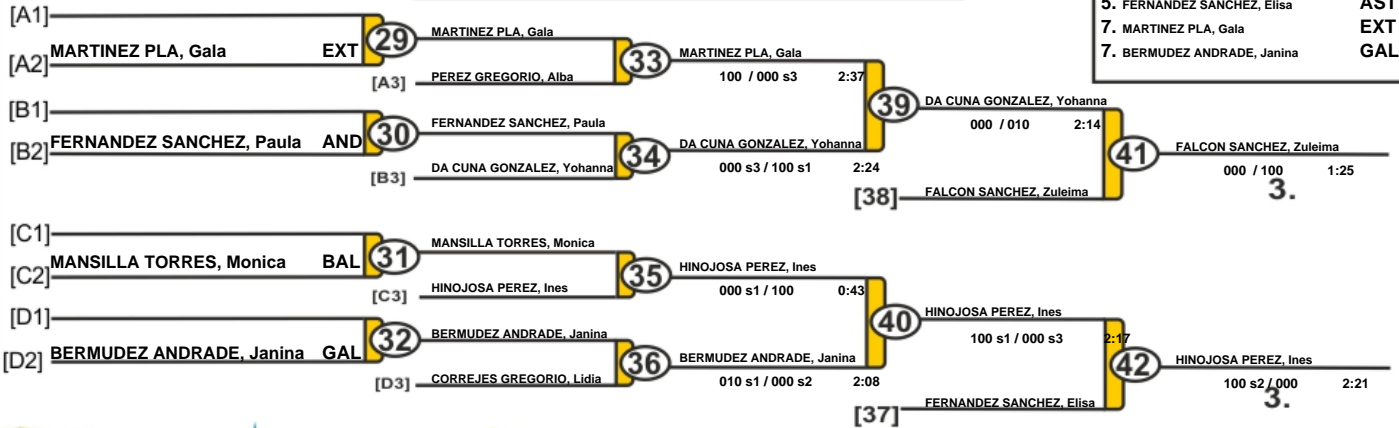 5. FERNANDEZ SANCHEZ, Elisa AST
7. MARTINEZ PLA, Gala EXT
7. BERMUDEZ ANDRADE, Janina GAL
[A1]
[A2] MARTINEZ PLA, Gala EXT
29
MARTINEZ PLA, Gala
[A3] PEREZ GREGORIO, Alba
33
MARTINEZ PLA, Gala
100 / 000 s3 2:37
[B1]
[B2] FERNANDEZ SANCHEZ, Paula AND
30
FERNANDEZ SANCHEZ, Paula
[B3] DA CUNA GONZALEZ, Yohanna
34
DA CUNA GONZALEZ, Yohanna
000 s3 / 100 s1 2:24
39
DA CUNA GONZALEZ, Yohanna
000 / 010 2:14
[38] FALCON SANCHEZ, Zuleima
41
FALCON SANCHEZ, Zuleima
000 / 100 1:25
3.
[C1]
[C2] MANSILLA TORRES, Monica BAL
31
MANSILLA TORRES, Monica
[C3] HINOJOSA PEREZ, Ines
35
HINOJOSA PEREZ, Ines
000 s1 / 100 0:43
[D1]
[D2] BERMUDEZ ANDRADE, Janina GAL
32
BERMUDEZ ANDRADE, Janina
[D3] CORREJES GREGORIO, Lidia
36
BERMUDEZ ANDRADE, Janina
010 s1 / 000 s2 2:08
40
HINOJOSA PEREZ, Ines
100 s1 / 000 s3 2:17
[37] FERNANDEZ SANCHEZ, Elisa
42
HINOJOSA PEREZ, Ines
100 s2 / 000 2:21
3.